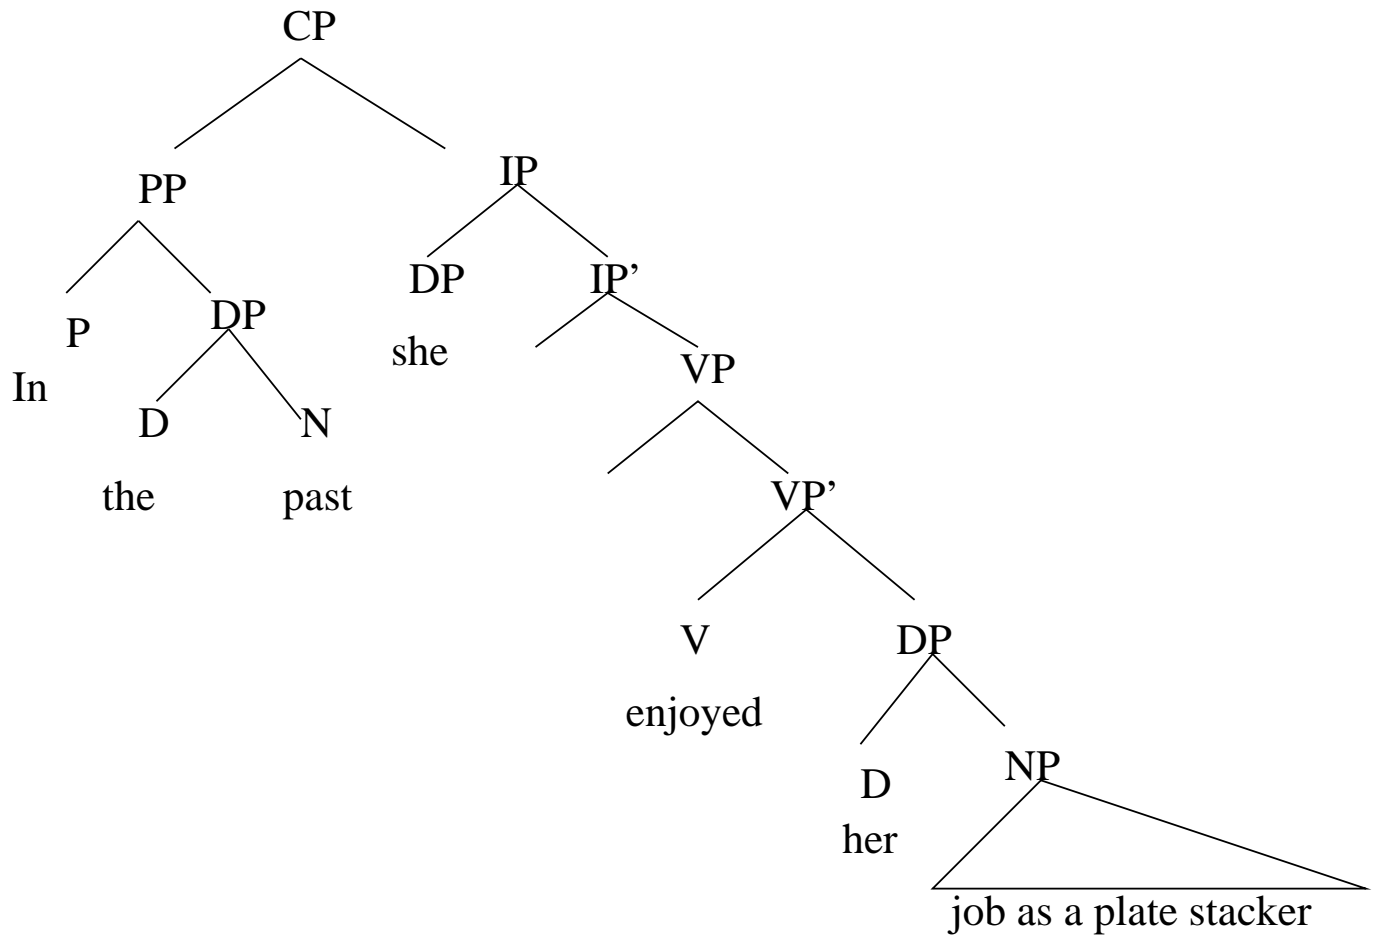 CP
PP
IP
DP
IP’
P
DP
she
VP
In
D
N
the
past
VP’
V
DP
enjoyed
D
NP
her
job as a plate stacker